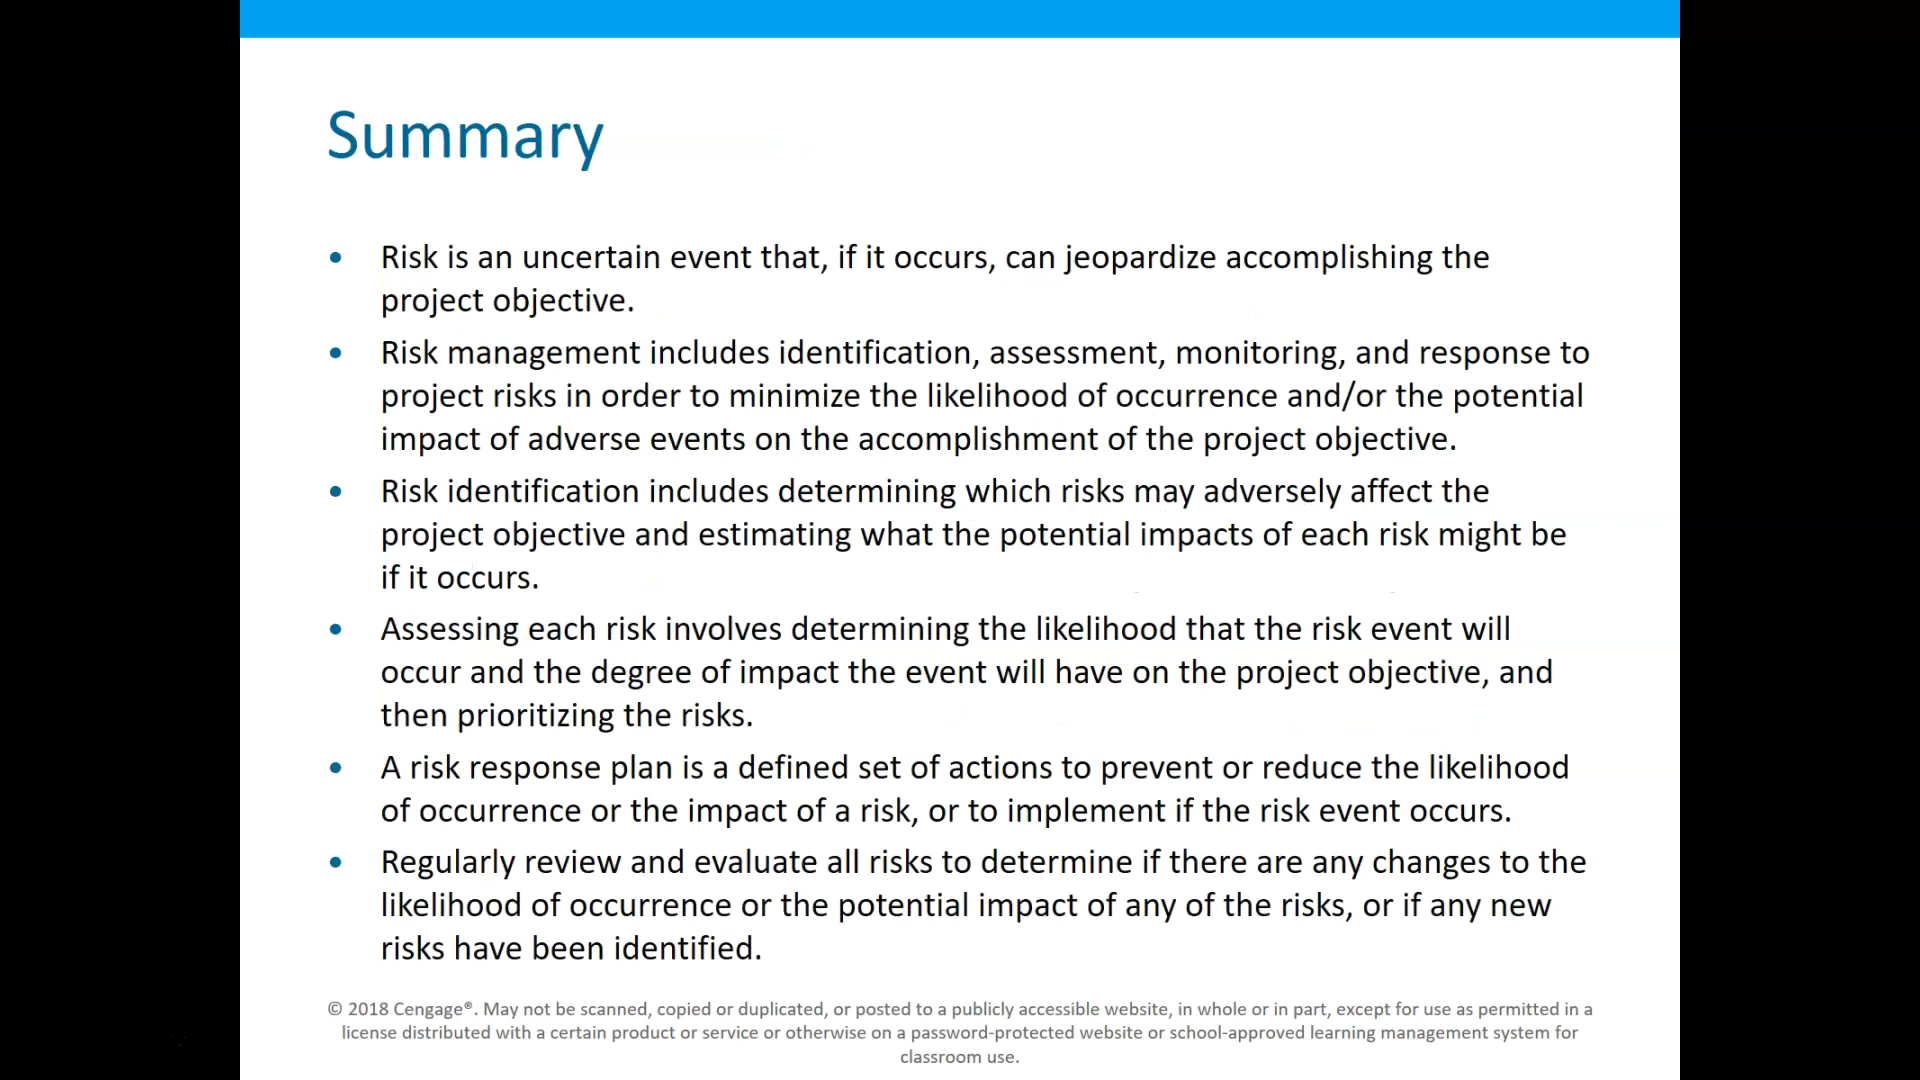 Summary
• Risk is an uncertain event that, if it occurs, can jeopardize accomplishing the
project objective.
• Risk management includes identification, assessment, monitoring, and response to
project risks in order to minimize the likelihood of occurrence and/or the potential
impact of adverse events on the accomplishment of the project objective.
• Risk identification includes determining which risks may adversely affect the
project objective and estimating what the potential impacts of each risk might be
if it occurs.
• Assessing each risk involves determining the likelihood that the risk event will
occur and the degree of impact the event will have on the project objective, and
then prioritizing the risks.
• A risk response plan is a defined set of actions to prevent or reduce the likelihood
of occurrence or the impact of a risk, or to implement if the risk event occurs.
• Regularly review and evaluate all risks to determine if there are any changes to the
likelihood of occurrence or the potential impact of any of the risks, or if any new
risks have been identified.
© 2018 Cengage®. May not be scanned, copied or duplicated, or posted to a publicly accessible website, in whole or in part, except for use as permitted in a
license distributed with a certain product or service or otherwise on a password-protected website or school-approved learning management system for
classroom use.